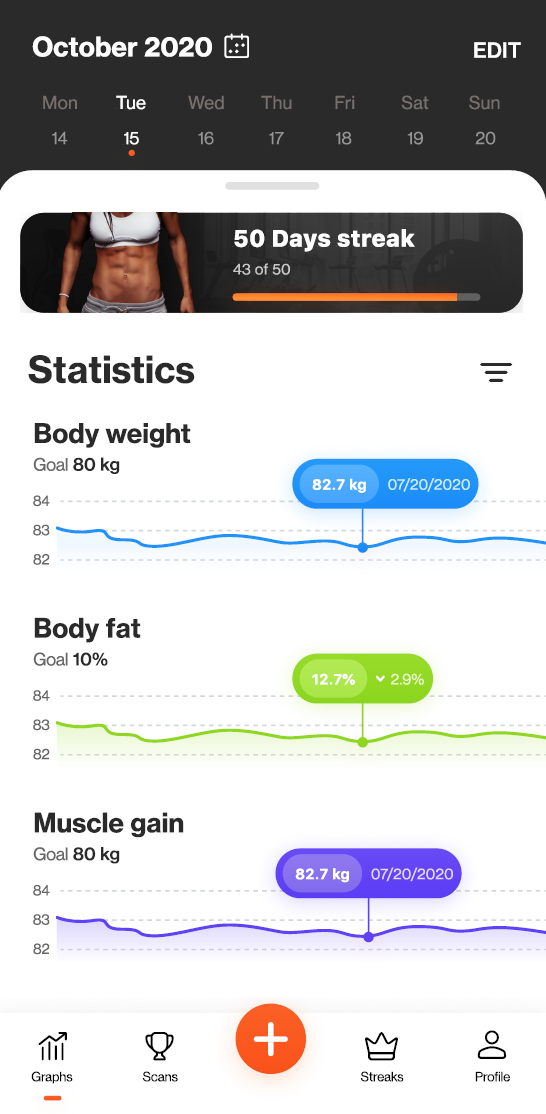 October 2020
EDIT
Mon Tue Wed Thu Fri Sat Sun
14 15 16 17 18 19 20
50 Days streak
43 of 50
Statistics
Body weight
Goal 80 kg
82.7 kg 07/20/2020
84
83
82
Body fat
Goal 10%
12.7% 2.9%
84
83
82
Muscle gain
Goal 80 kg
82.7 kg 07/20/2020
84
83
82
Graphs Scans Streaks Profile